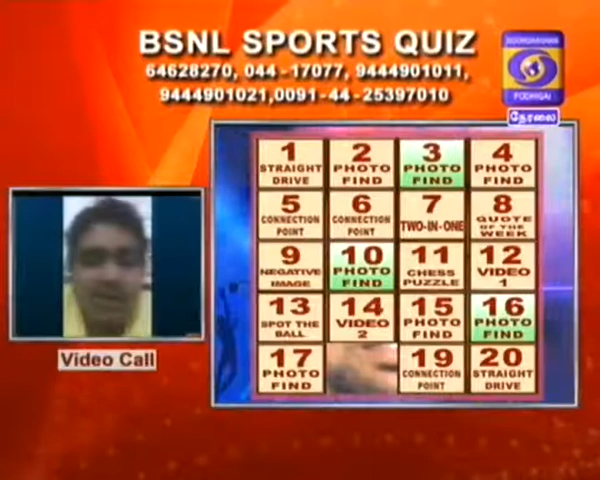 BSNL SPORTS QUIZ
64628270, 044-17077, 9444901011,
9444901021,0091-44-25397010
DOORDARSHAN
PODHIGAI
நேரலை
1
STRAIGHT
DRIVE
2
PHOTO
FIND
3
PHOTO
FIND
4
PHOTO
FIND
5
CONNECTION
POINT
6
CONNECTION
POINT
7
TWO-IN-ONE
8
QUOTE
OF THE
WEEK
9
NEGATIVE
IMAGE
10
PHOTO
FIND
11
CHESS
PUZZLE
12
VIDEO
1
13
SPOT THE
BALL
14
VIDEO
2
15
PHOTO
FIND
16
PHOTO
FIND
17
PHOTO
FIND
19
CONNECTION
POINT
20
STRAIGHT
DRIVE
Video Call